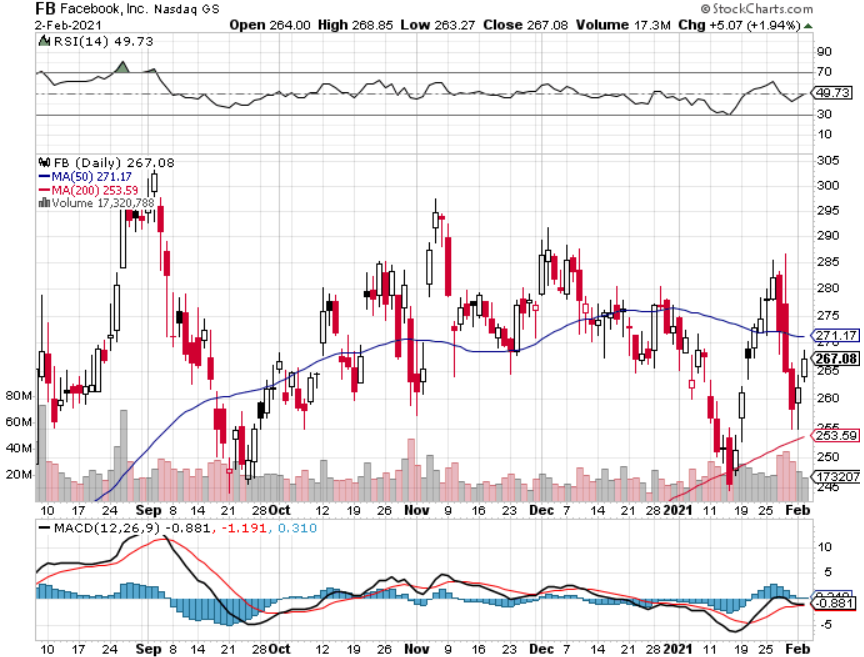 FB Facebook, Inc. Nasdaq GS © StockCharts.com
2-Feb-2021 Open 264.00 High 268.85 Low 263.27 Close 267.08 Volume 17.3M Chg +5.07 (+1.94%)
RSI(14) 49.73
90
70
49.73
30
10
FB (Daily) 267.08
MA(50) 271.17
MA(200) 253.59
Volume 17,320,788
305
300
295
290
285
280
275
271.17
270
267.08
265
260
255
253.59
250
173207
245
80M
60M
40M
20M
10 17 24 Sep 8 14 21 28 Oct 12 19 26 Nov 9 16 23 Dec 7 14 21 28 2021 11 19 25 Feb
MACD(12,26,9) -0.881, -1.191, 0.310
10
5
-0.881
-5
10 17 24 Sep 8 14 21 28 Oct 12 19 26 Nov 9 16 23 Dec 7 14 21 28 2021 11 19 25 Feb